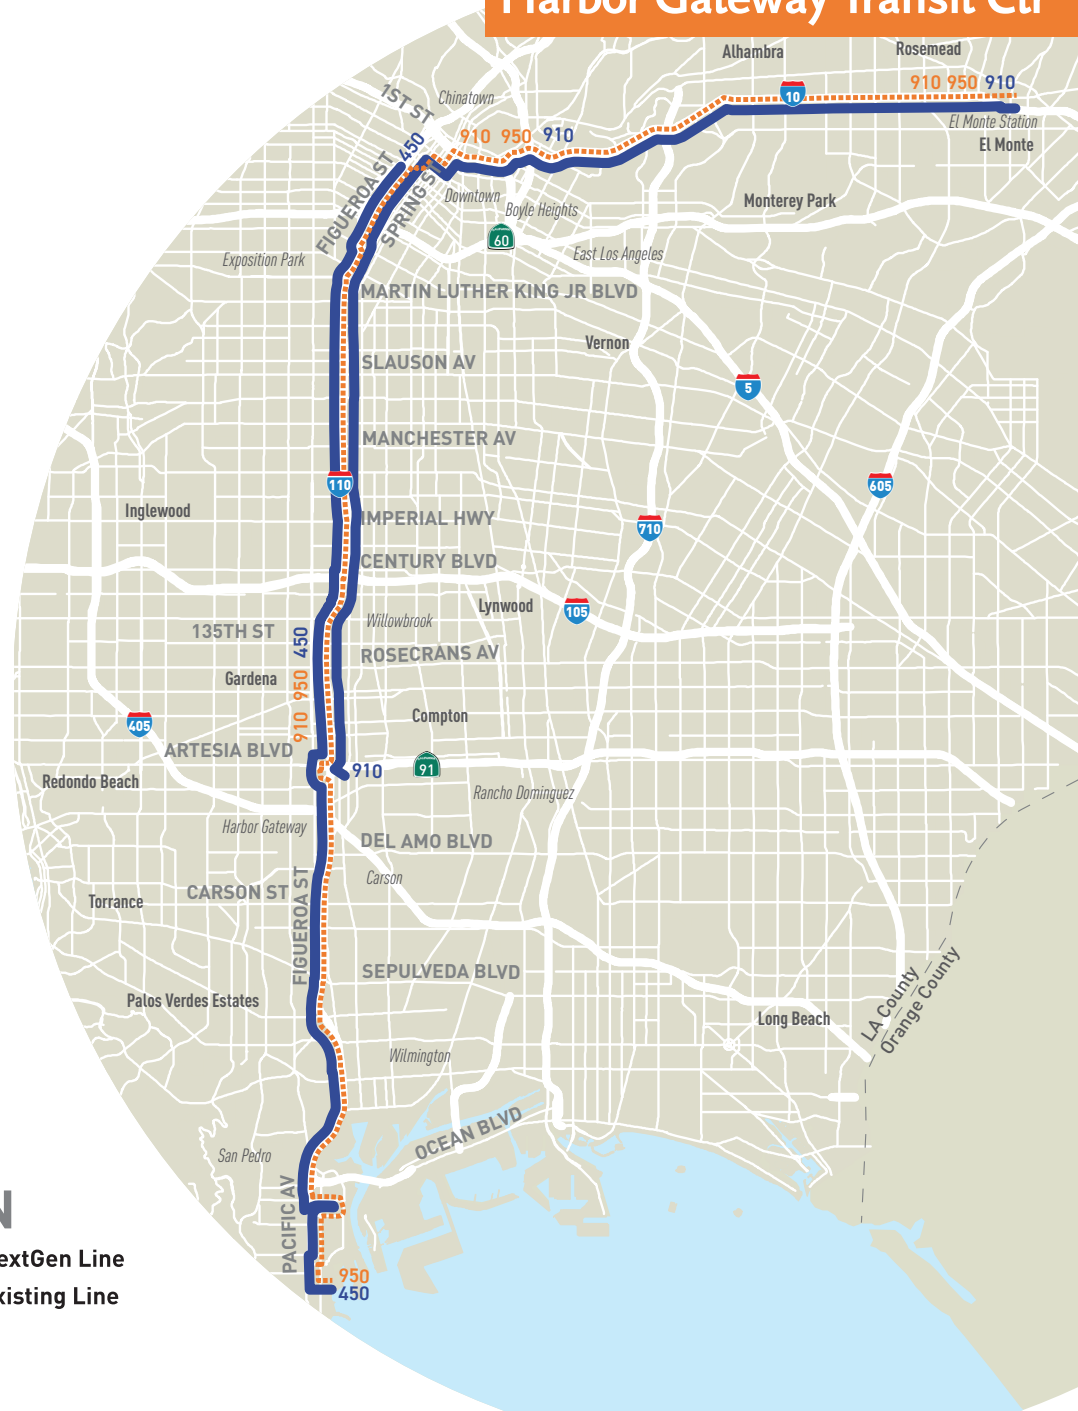 Harbor Gateway Transit Ctr
Alhambra
Rosemead
10
910 950 910
El Monte Station
El Monte
1ST ST
Chinatown
450
910 950 910
FIGUEROA ST
SPRING ST
Downtown
Boyle Heights
Monterey Park
60
East Los Angeles
Exposition Park
MARTIN LUTHER KING JR BLVD
Vernon
SLAUSON AV
5
MANCHESTER AV
110
605
Inglewood
IMPERIAL HWY
710
CENTURY BLVD
Lynwood
105
Willowbrook
135TH ST
910 950 450
ROSECRANS AV
Gardena
Compton
405
ARTESIA BLVD
91
910
Redondo Beach
Rancho Dominguez
Harbor Gateway
DEL AMO BLVD
Carson
CARSON ST
Torrance
FIGUEROA ST
SEPULVEDA BLVD
Palos Verdes Estates
Long Beach
LA County
Orange County
Wilmington
OCEAN BLVD
San Pedro
PACIFIC AV
N
extGen Line
950
xisting Line
450